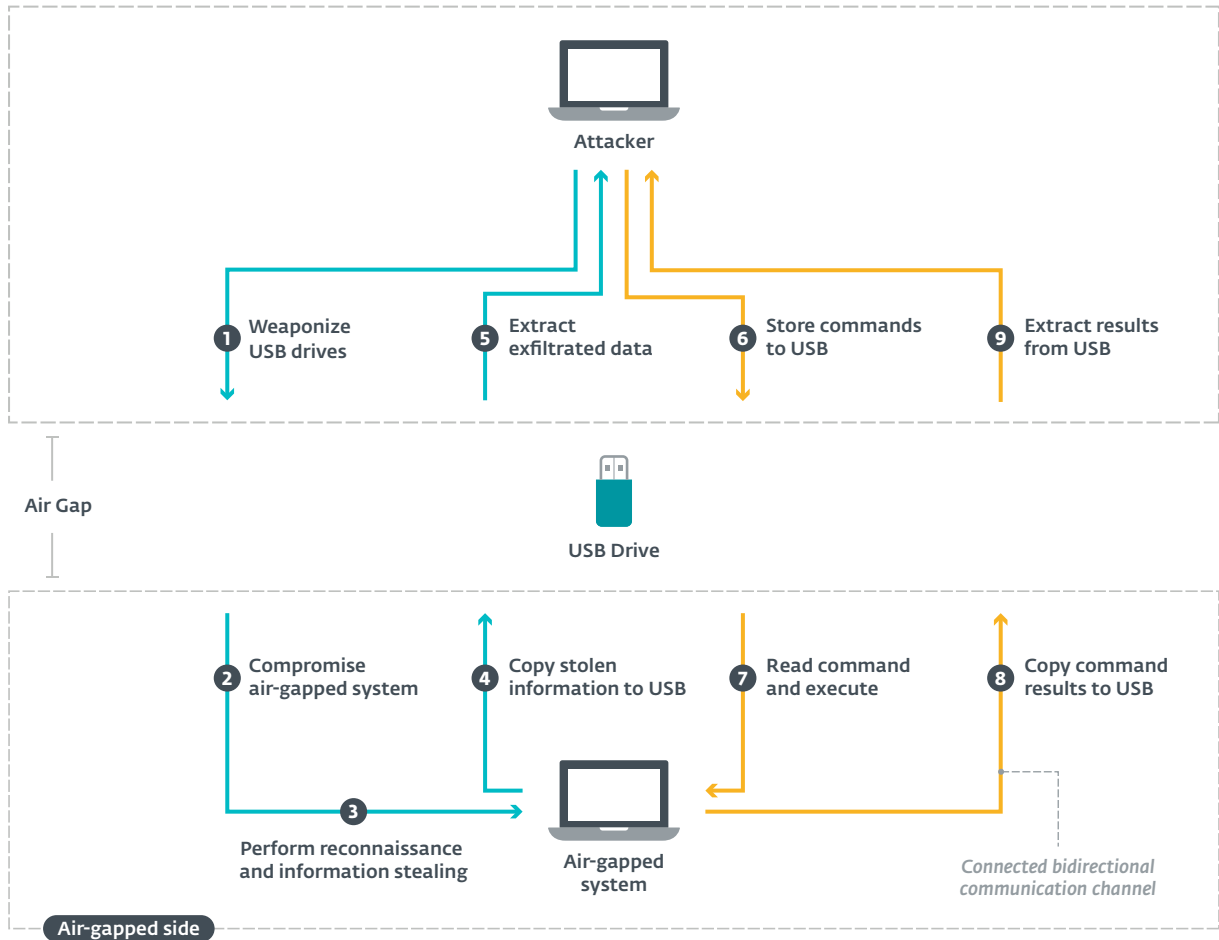 Attacker
1
Weaponize
USB drives
5
Extract
exfiltrated data
6
Store commands
to USB
9
Extract results
from USB
Air Gap
USB Drive
2
Compromise
air-gapped system
4
Copy stolen
information to USB
7
Read command
and execute
8
Copy command
results to USB
3
Perform reconnaissance
and information stealing
Air-gapped
system
Connected bidirectional
communication channel
Air-gapped side